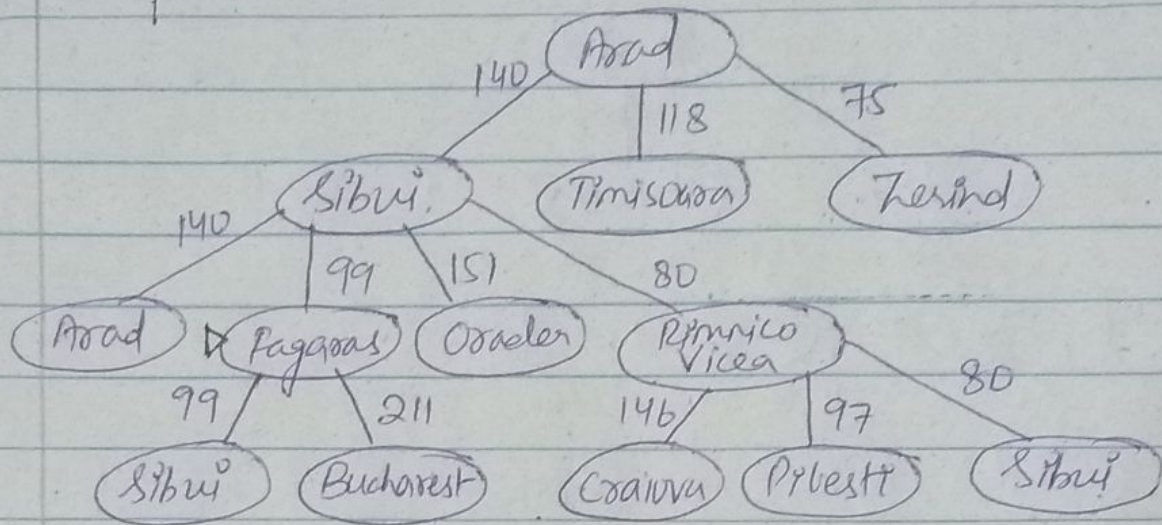 Arad
140 118 75
Sibui Timisoara Zerind
140 99 151 80
Arad Fagaras Oradea Rimnico
Vicea
99 211 146 97 80
Sibui Bucharest Craiova Pitesti Sibui